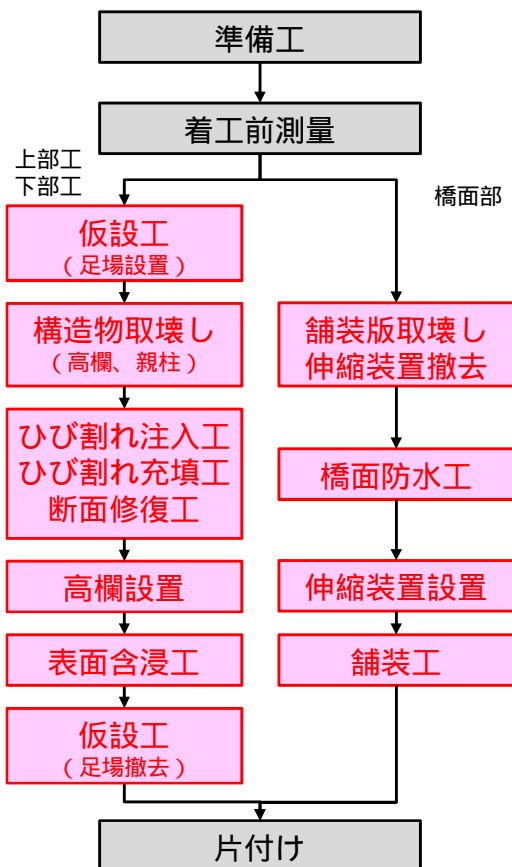 準備工
着工前測量
上部工
下部工
橋面部
仮設工
(足場設置)
構造物取壊し
(高欄、親柱)
舗装版取壊し
伸縮装置撤去
ひび割れ注入工
ひび割れ充填工
断面修復工
橋面防水工
高欄設置
伸縮装置設置
表面含浸工
舗装工
仮設工
(足場撤去)
片付け